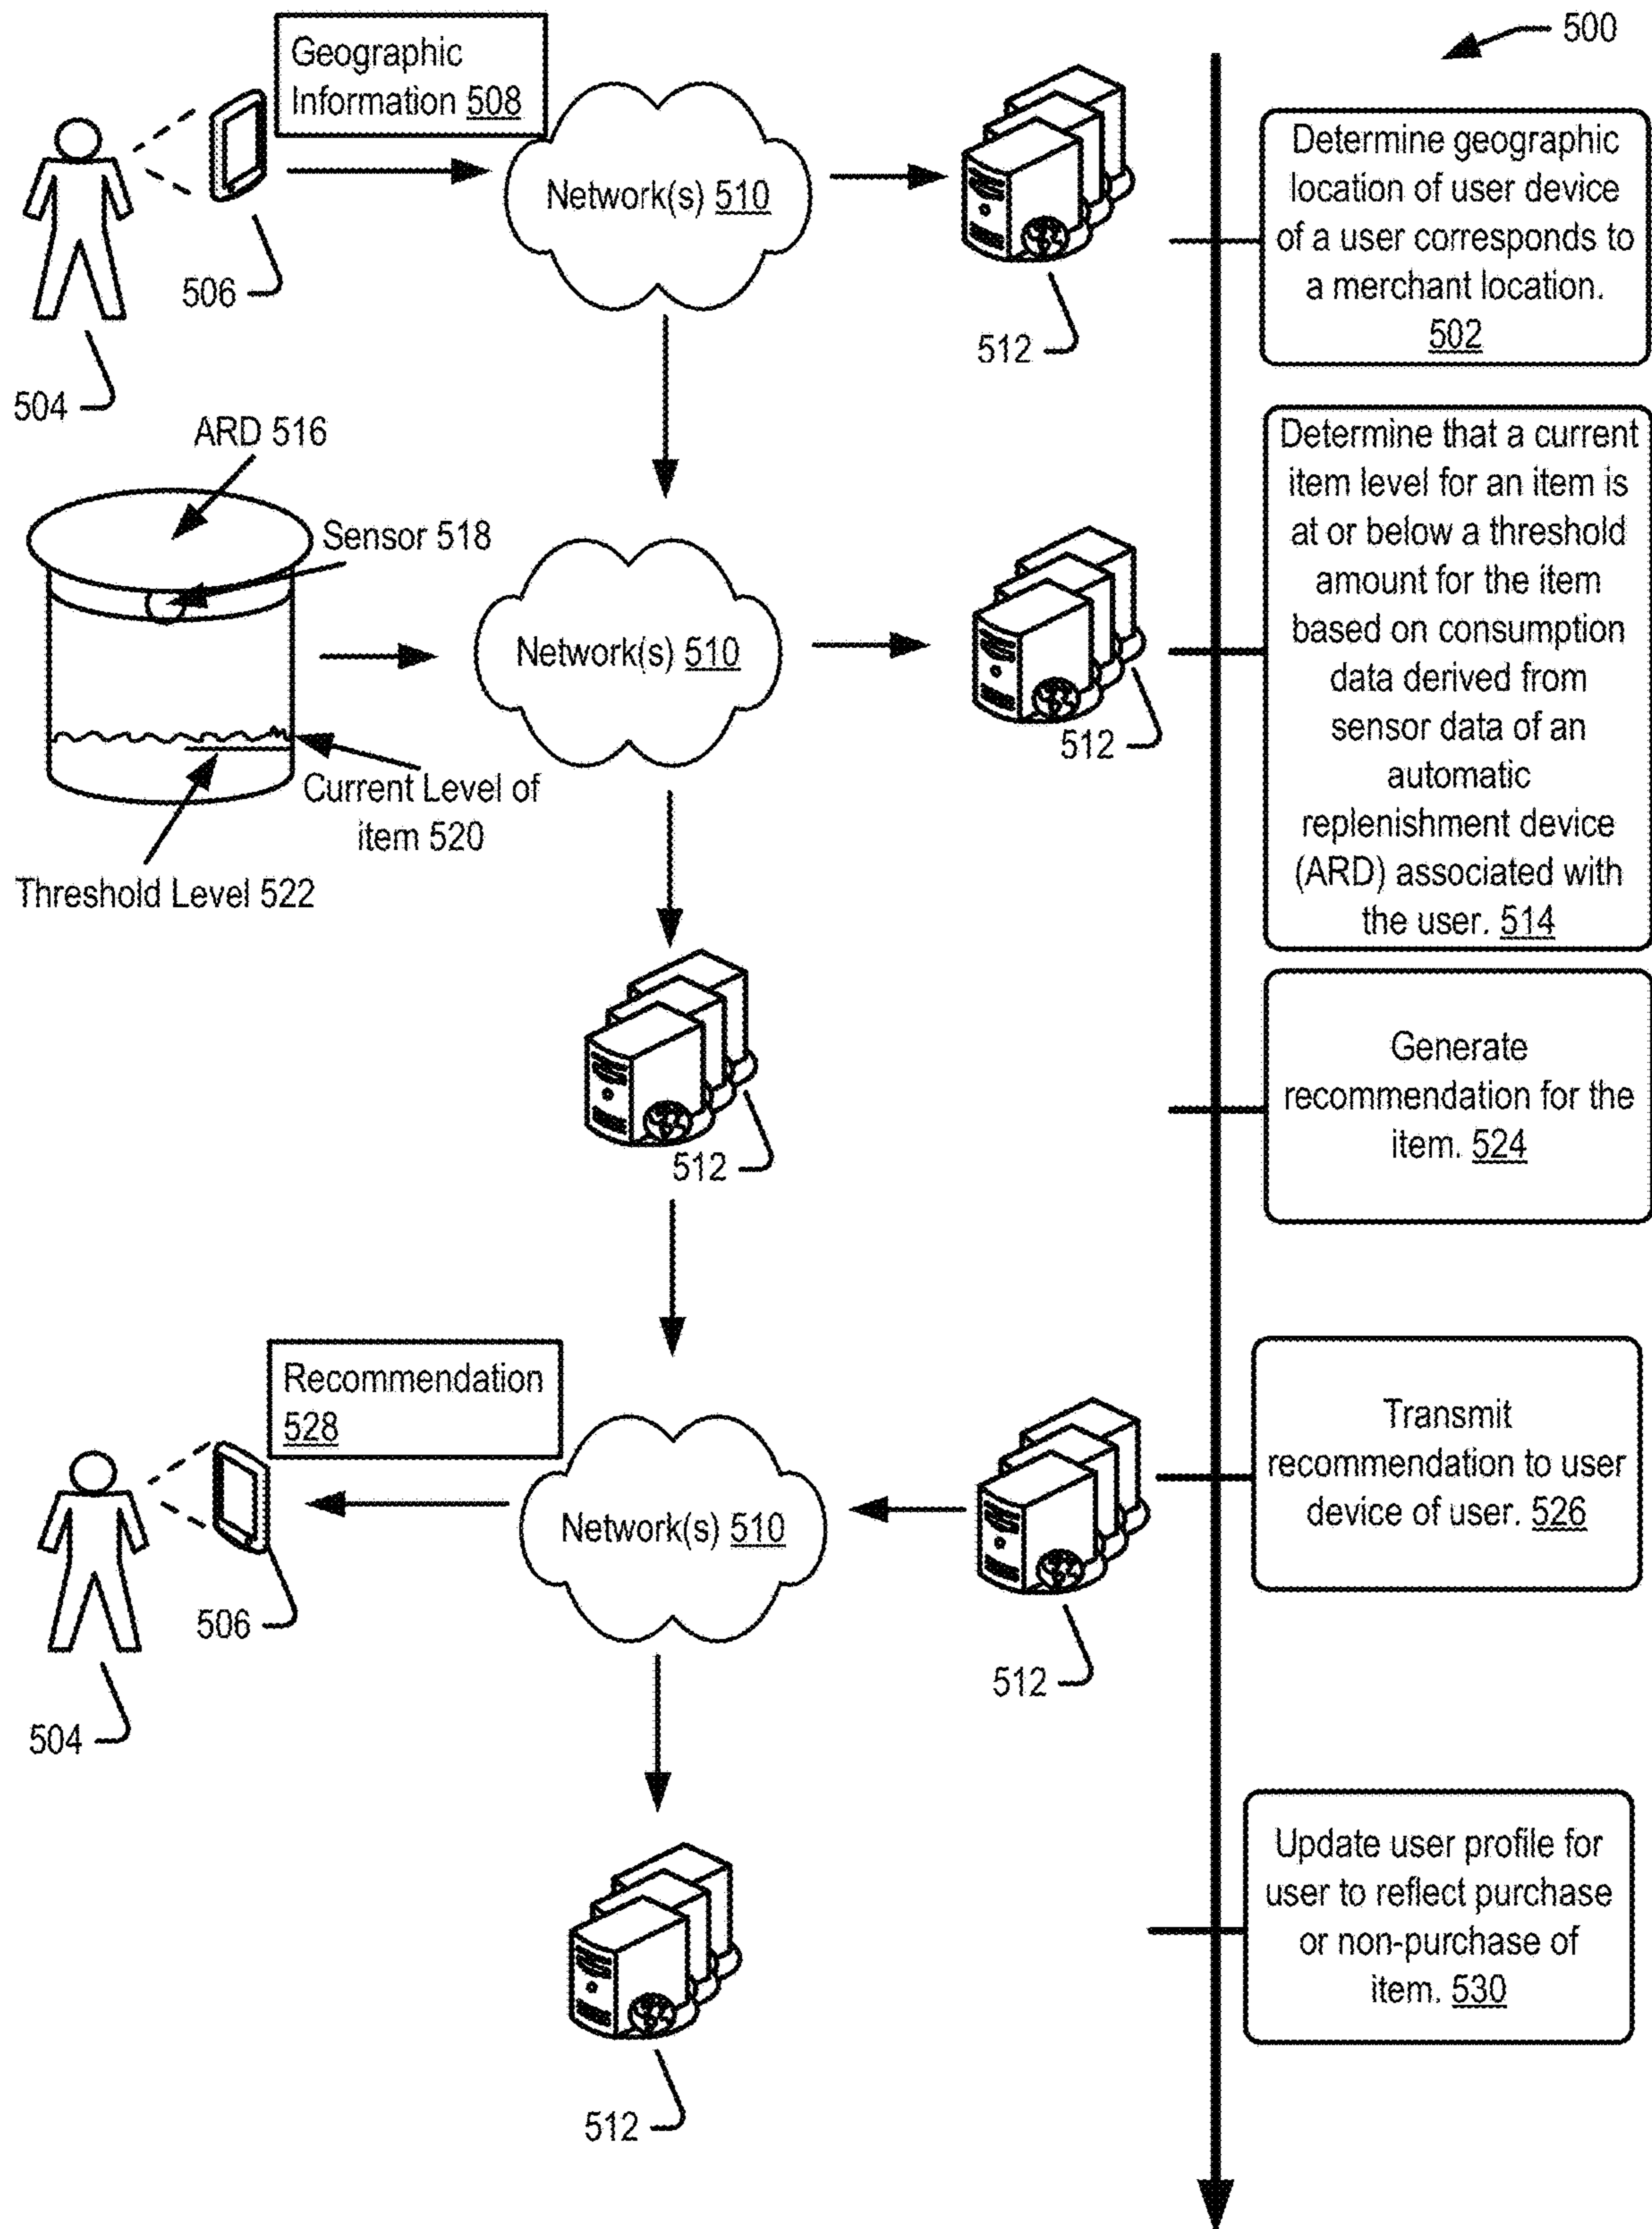 500
Geographic
Information 508
Network(s) 510
506
504
512
Determine geographic
location of user device
of a user corresponds to
a merchant location.
502
ARD 516
Sensor 518
Current Level of
item 520
Threshold Level 522
Network(s) 510
512
Determine that a current
item level for an item is
at or below a threshold
amount for the item
based on consumption
data derived from
sensor data of an
automatic
replenishment device
(ARD) associated with
the user. 514
512
Generate
recommendation for the
item. 524
Recommendation
528
Network(s) 510
506
504
512
Transmit
recommendation to user
device of user. 526
512
Update user profile for
user to reflect purchase
or non-purchase of
item. 530